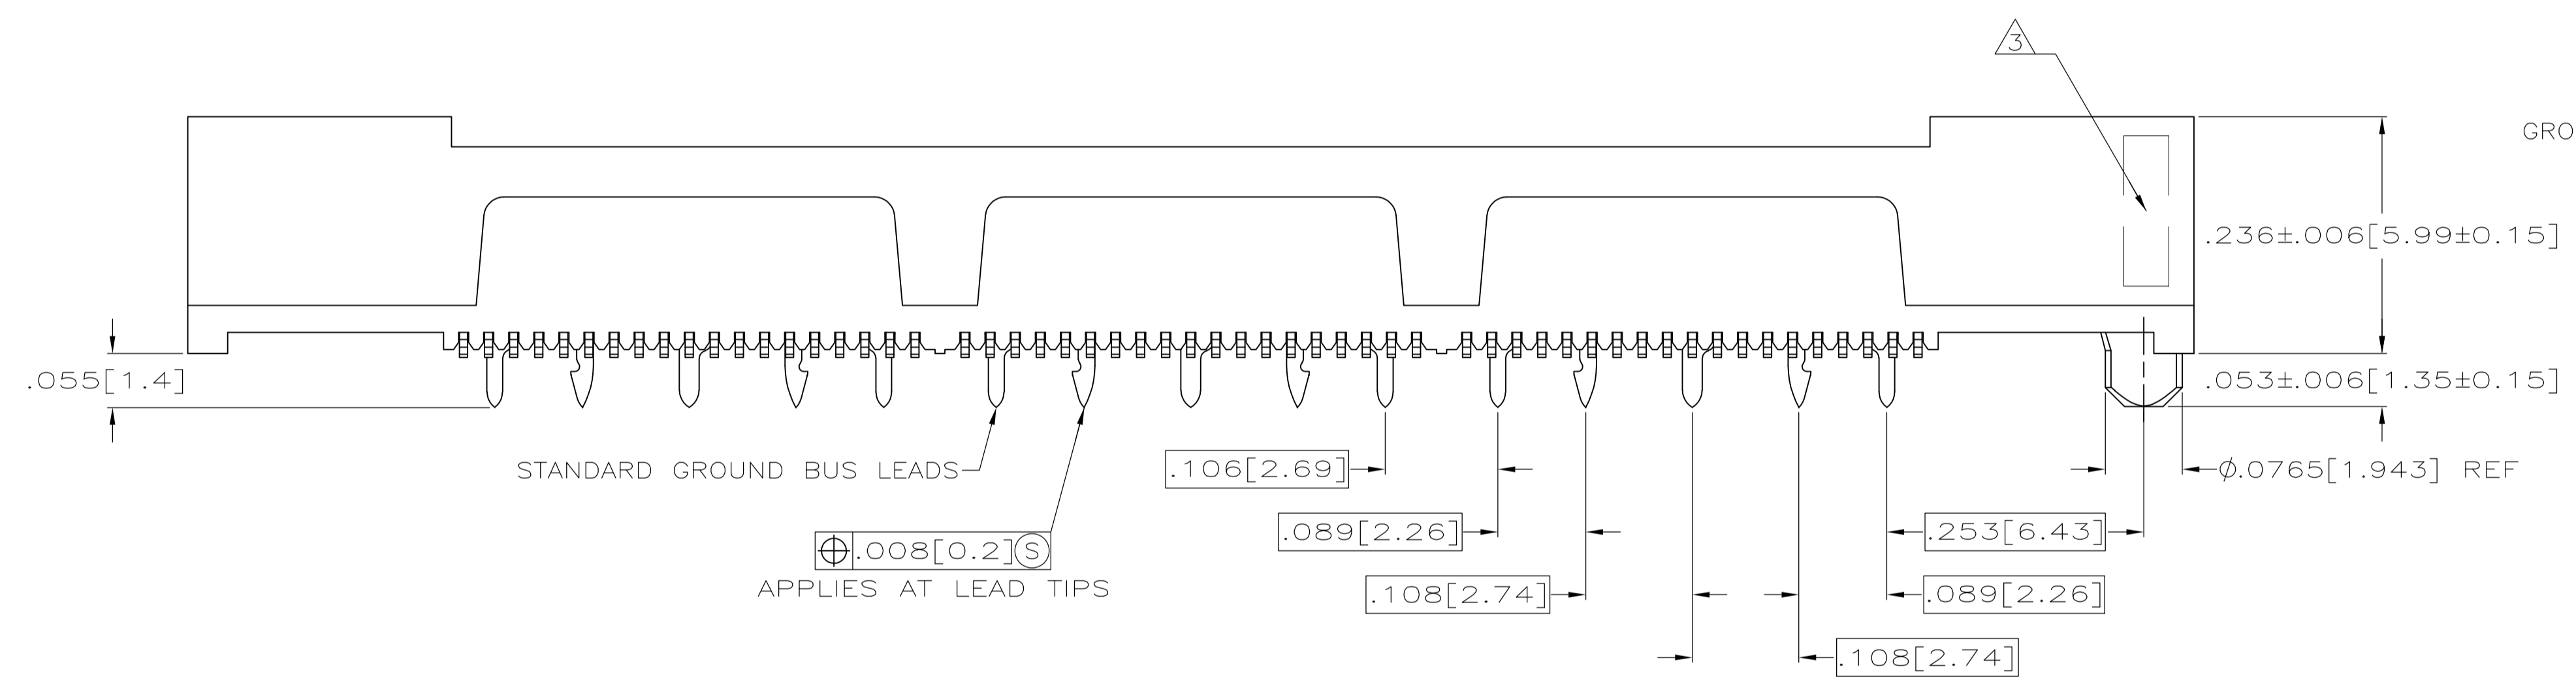 3
GRO
.236±.006[5.99±0.15]
.055[1.4]
.053±.006[1.35±0.15]
STANDARD GROUND BUS LEADS
.106[2.69]
⌀.0765[1.943] REF
.089[2.26]
.253[6.43]
⌖.008[0.2]Ⓢ
APPLIES AT LEAD TIPS
.108[2.74]
.089[2.26]
.108[2.74]